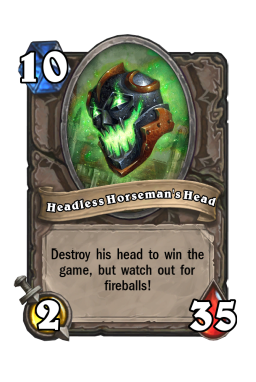 10
Headless Horseman's Head
Destroy his head to win the
game, but watch out for
fireballs!
2
35